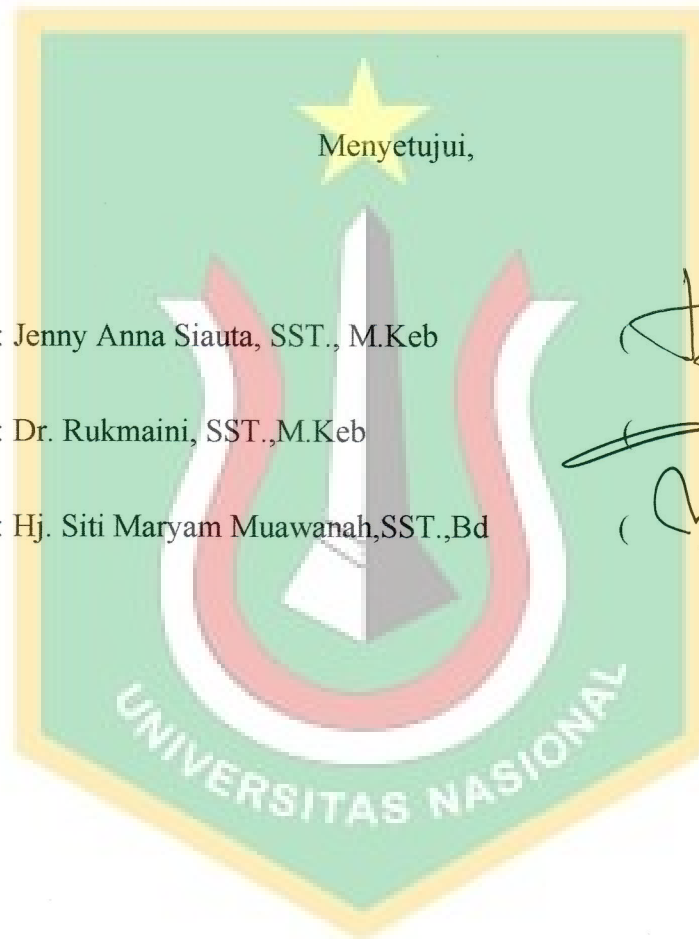 Menyetujui,
: Jenny Anna Siauta, SST., M.Keb (
: Dr. Rukmaini, SST.,M.Keb (
: Hj. Siti Maryam Muawanah,SST.,Bd (
UNIVERSITAS NASIONAL